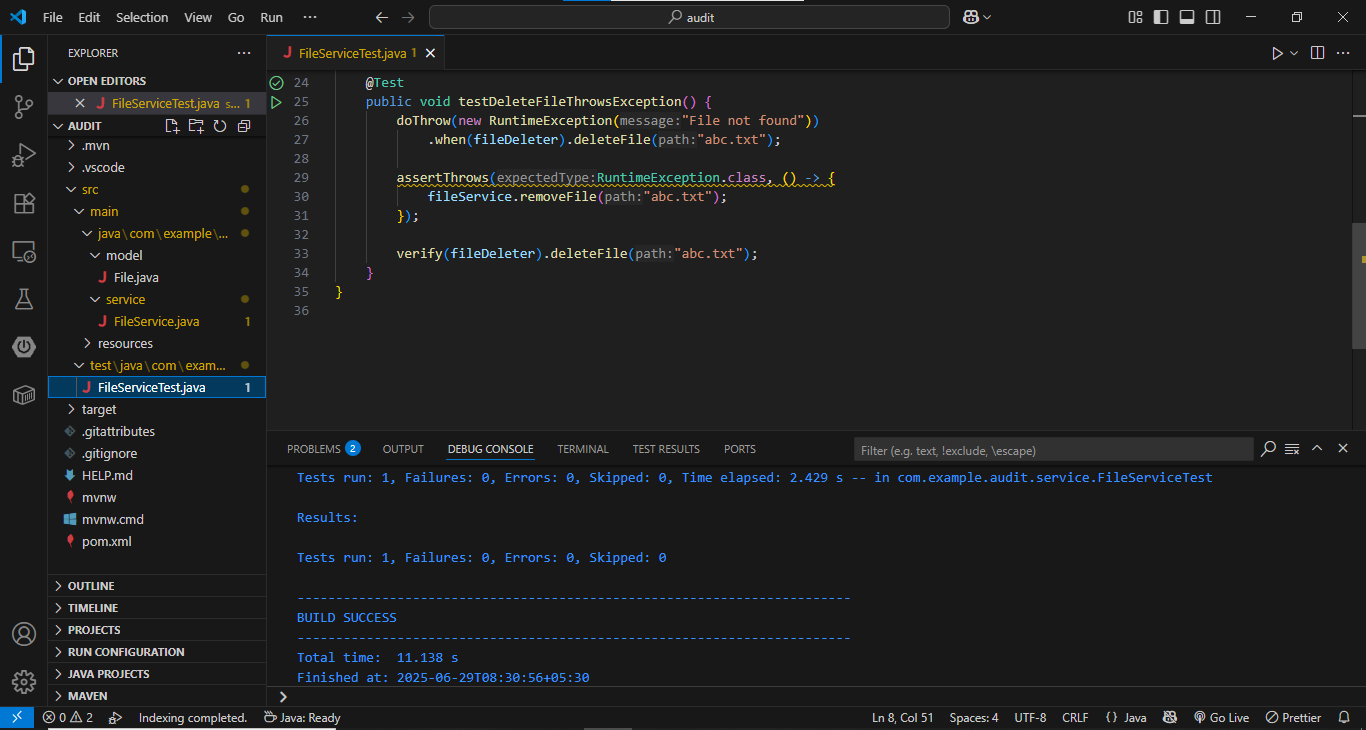 File Edit Selection View Go Run ···
audit
EXPLORER ···
OPEN EDITORS
FileServiceTest.java s... 1
AUDIT
.mvn
.vscode
src
main
java\com\example\...
model
J File.java
service
J FileService.java 1
resources
test\java\com\exam...
J FileServiceTest.java 1
target
.gitattributes
.gitignore
HELP.md
mvnw
mvnw.cmd
pom.xml
OUTLINE
TIMELINE
PROJECTS
RUN CONFIGURATION
JAVA PROJECTS
MAVEN
J FileServiceTest.java 1
24 @Test
25 public void testDeleteFileThrowsException() {
26 doThrow(new RuntimeException(message:"File not found"))
27 .when(fileDeleter).deleteFile(path:"abc.txt");
28
29 assertThrows(expectedType:RuntimeException.class, () -> {
30 fileService.removeFile(path:"abc.txt");
31 });
32
33 verify(fileDeleter).deleteFile(path:"abc.txt");
34 }
35 }
36
PROBLEMS 2 OUTPUT DEBUG CONSOLE TERMINAL TEST RESULTS PORTS Filter (e.g. text, !exclude, \escape)
Tests run: 1, Failures: 0, Errors: 0, Skipped: 0, Time elapsed: 2.429 s -- in com.example.audit.service.FileServiceTest
Results:
Tests run: 1, Failures: 0, Errors: 0, Skipped: 0
------------------------------------------------------------------------
BUILD SUCCESS
------------------------------------------------------------------------
Total time:  11.138 s
Finished at: 2025-06-29T08:30:56+05:30
0 2 Indexing completed. Java: Ready Ln 8, Col 51 Spaces: 4 UTF-8 CRLF {} Java Go Live Prettier